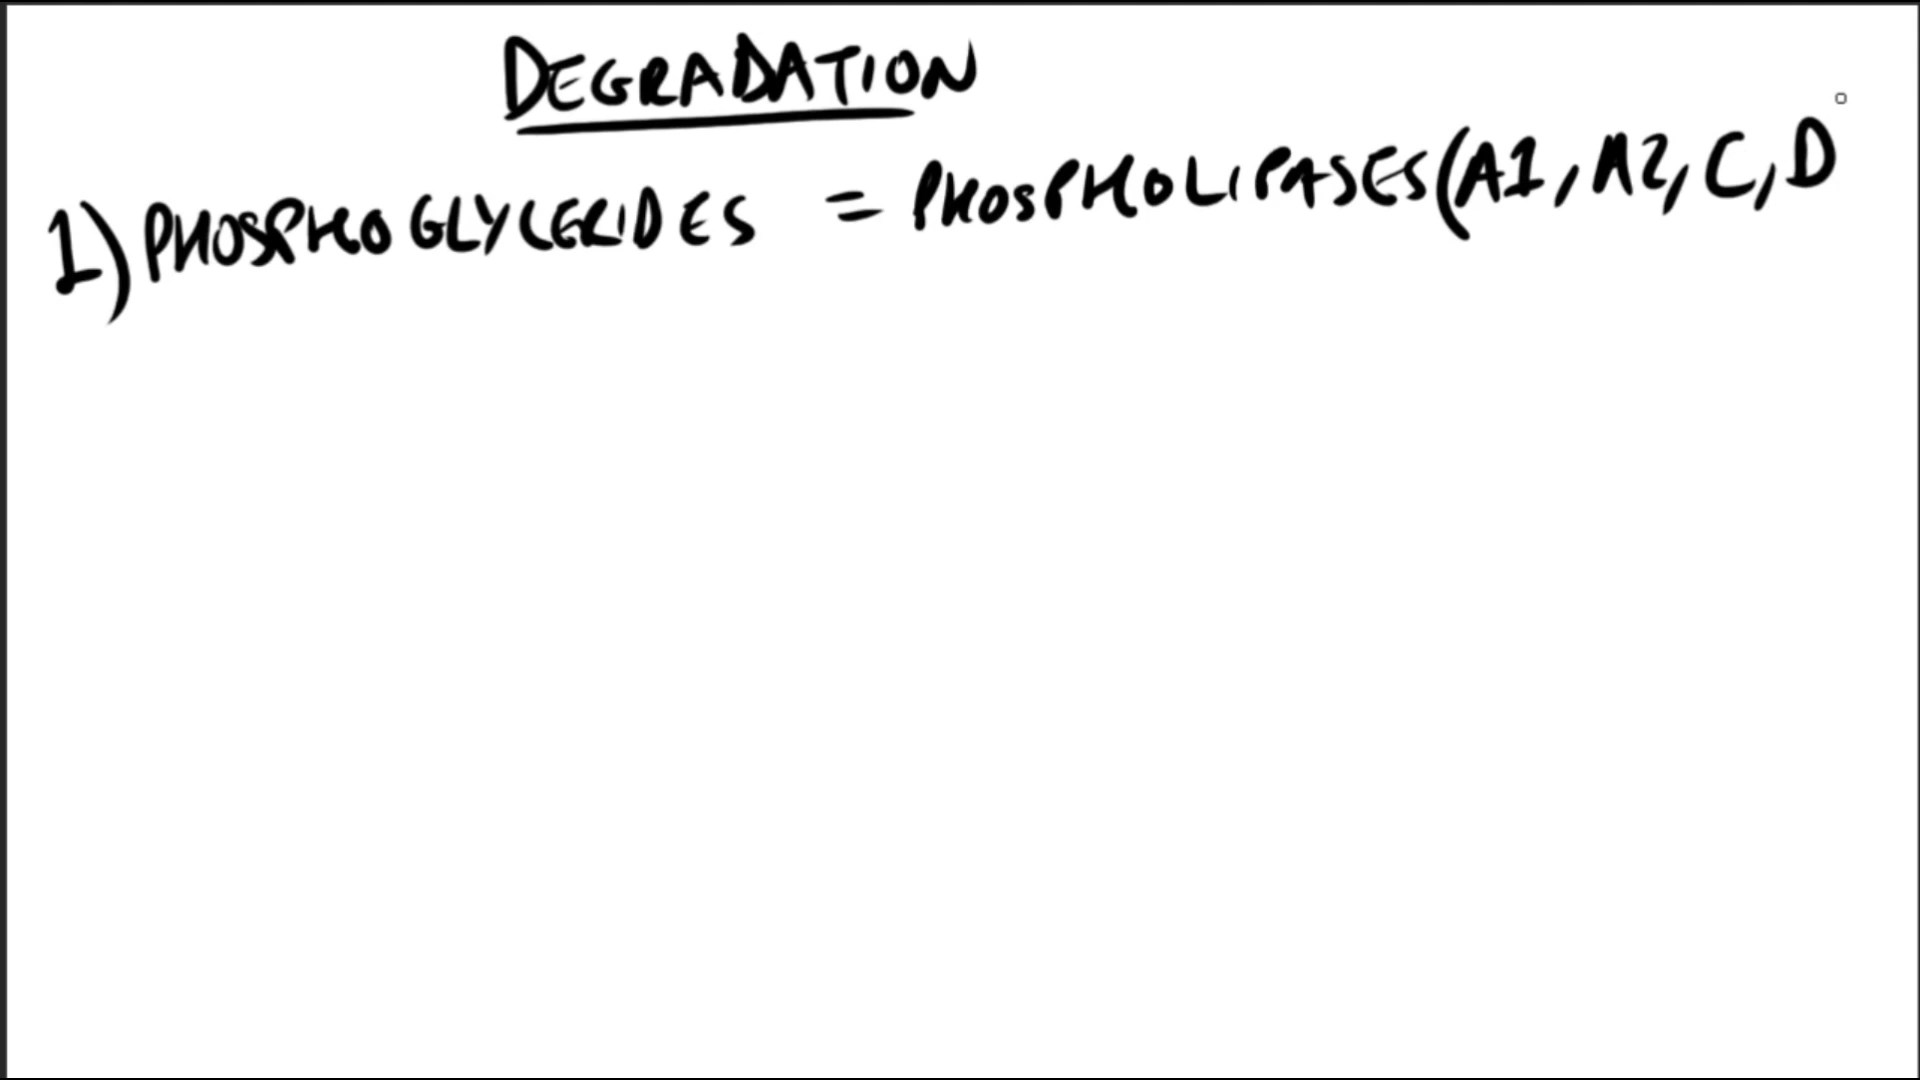 DEGRADATION
1) PHOSPHOGLYCERIDES = PHOSPHOLIPASES (A1, A2, C, D